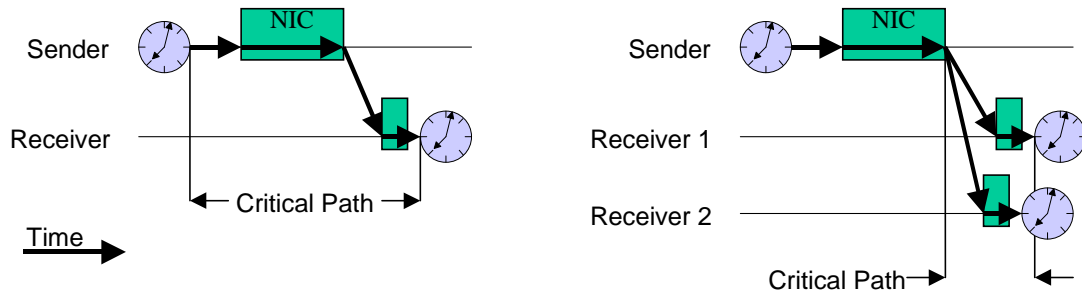 NIC
Sender
Receiver
Critical Path
Time
NIC
Sender
Receiver 1
Receiver 2
Critical Path